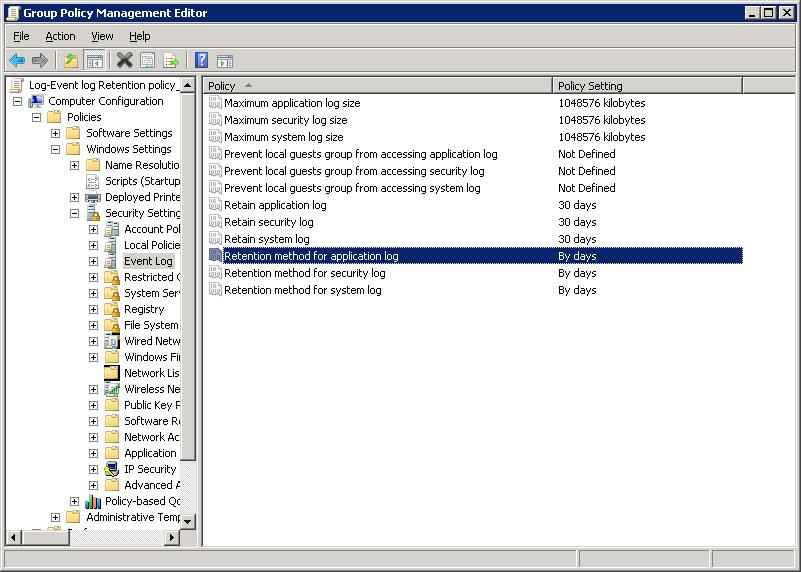 Group Policy Management Editor
File Action View Help
Log-Event log Retention policy_
Computer Configuration
Policies
Software Settings
Windows Settings
Name Resolutio
Scripts (Startup
Deployed Printe
Security Setting
Account Pol
Local Policie
Event Log
Restricted G
System Serv
Registry
File System
Wired Netw
Windows Fi
Network Lis
Wireless Ne
Public Key P
Software Re
Network Ac
Application
IP Security
Advanced A
Policy-based Qo
Administrative Temp
Policy Policy Setting
Maximum application log size 1048576 kilobytes
Maximum security log size 1048576 kilobytes
Maximum system log size 1048576 kilobytes
Prevent local guests group from accessing application log Not Defined
Prevent local guests group from accessing security log Not Defined
Prevent local guests group from accessing system log Not Defined
Retain application log 30 days
Retain security log 30 days
Retain system log 30 days
Retention method for application log By days
Retention method for security log By days
Retention method for system log By days